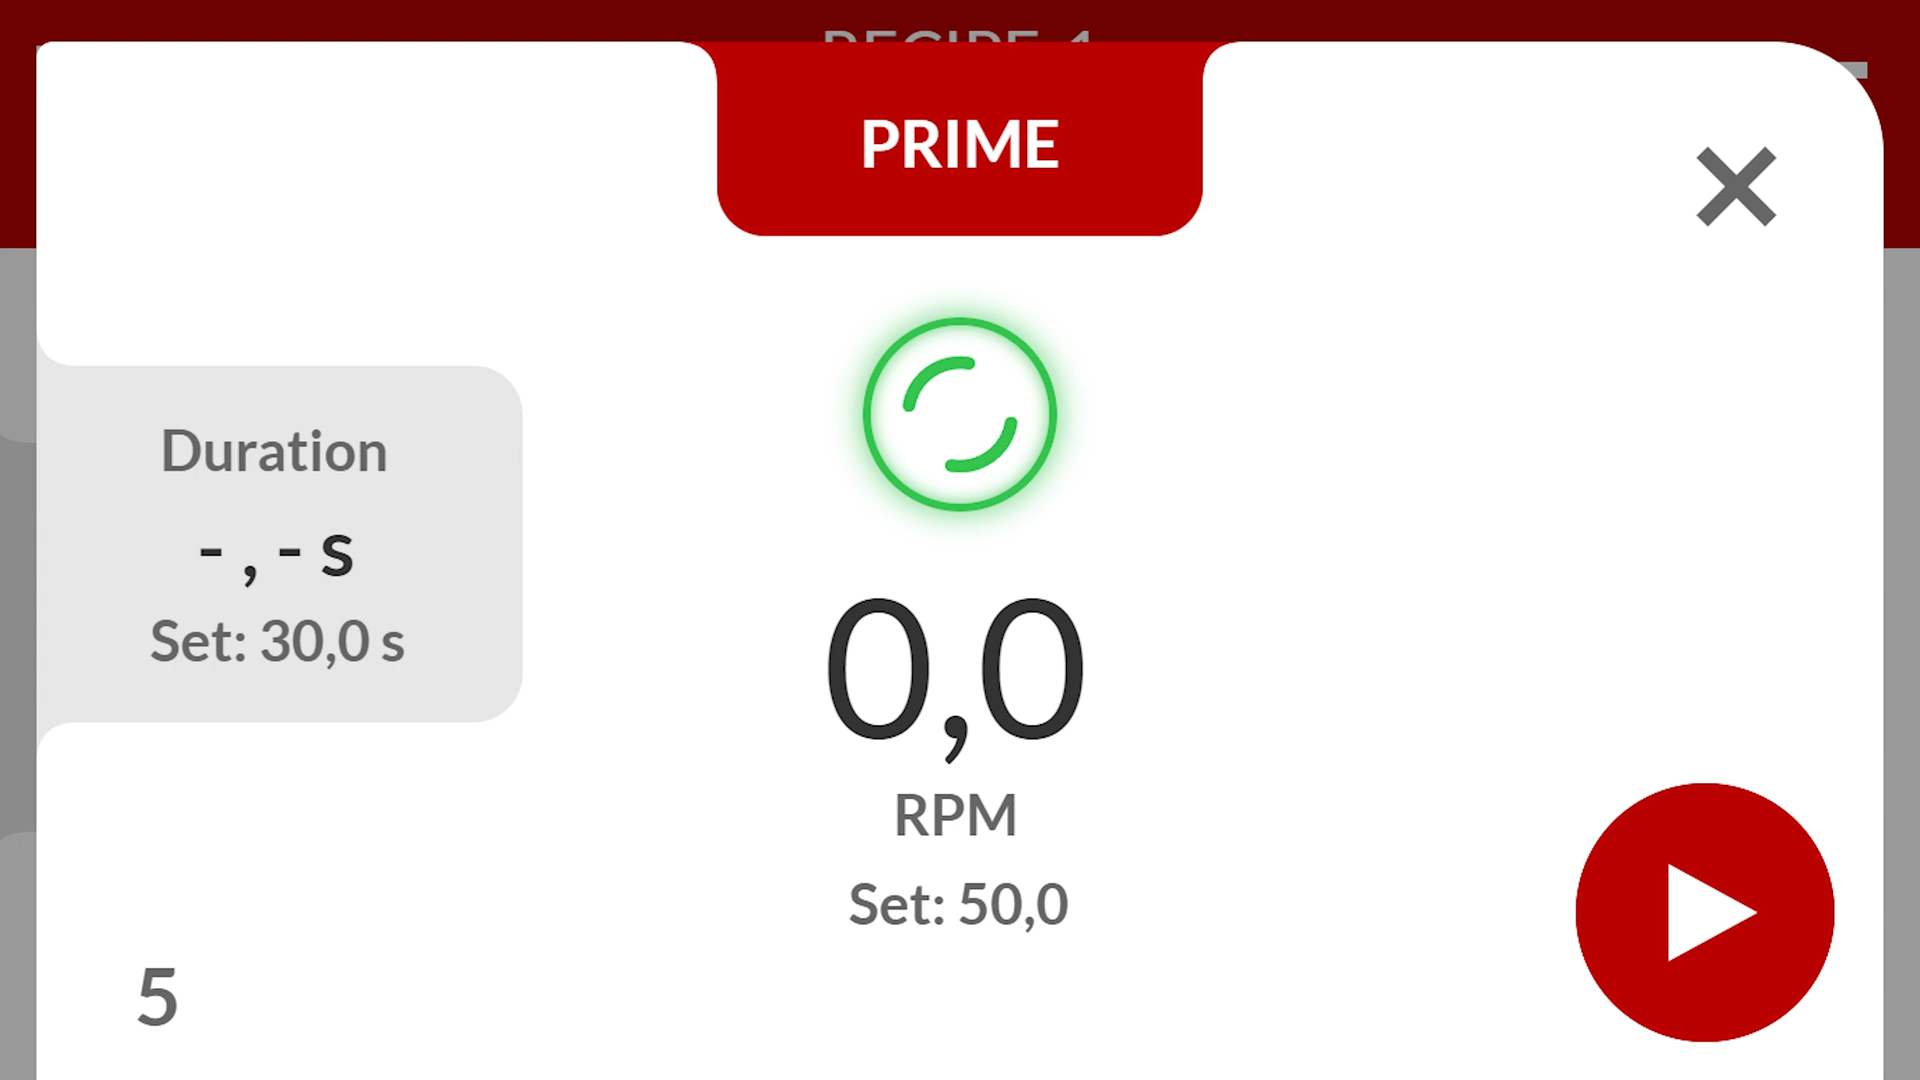 PRIME
Duration
- , - s
Set: 30,0 s
0,0
RPM
Set: 50,0
5